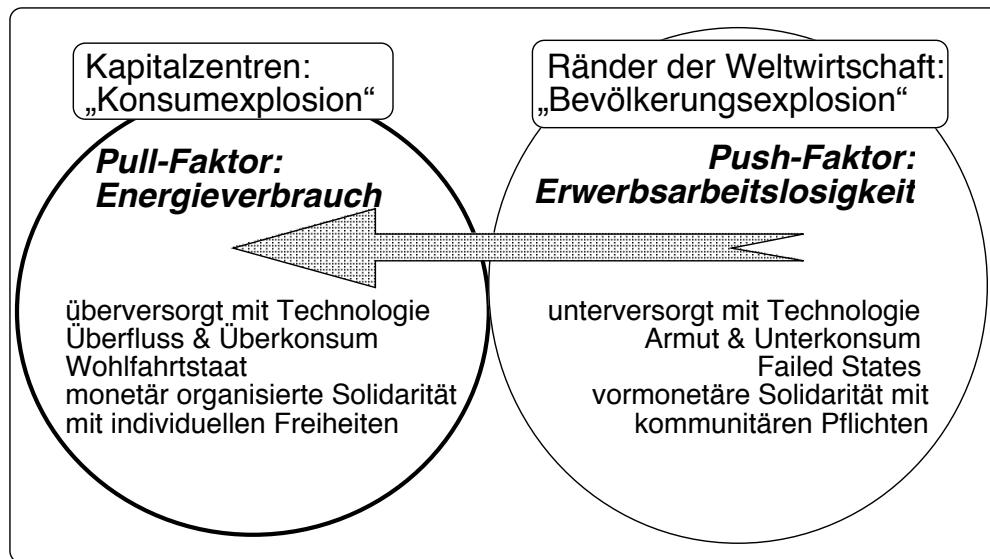 Kapitalzentren:
„Konsumexplosion“
Pull-Faktor:
Energieverbrauch
überversorgt mit Technologie
Überfluss & Überkonsum
Wohlfahrtstaat
monetär organisierte Solidarität
mit individuellen Freiheiten
Ränder der Weltwirtschaft:
„Bevölkerungsexplosion“
Push-Faktor:
Erwerbsarbeitslosigkeit
unterversorgt mit Technologie
Armut & Unterkonsum
Failed States
vormonetäre Solidarität mit
kommunitären Pflichten